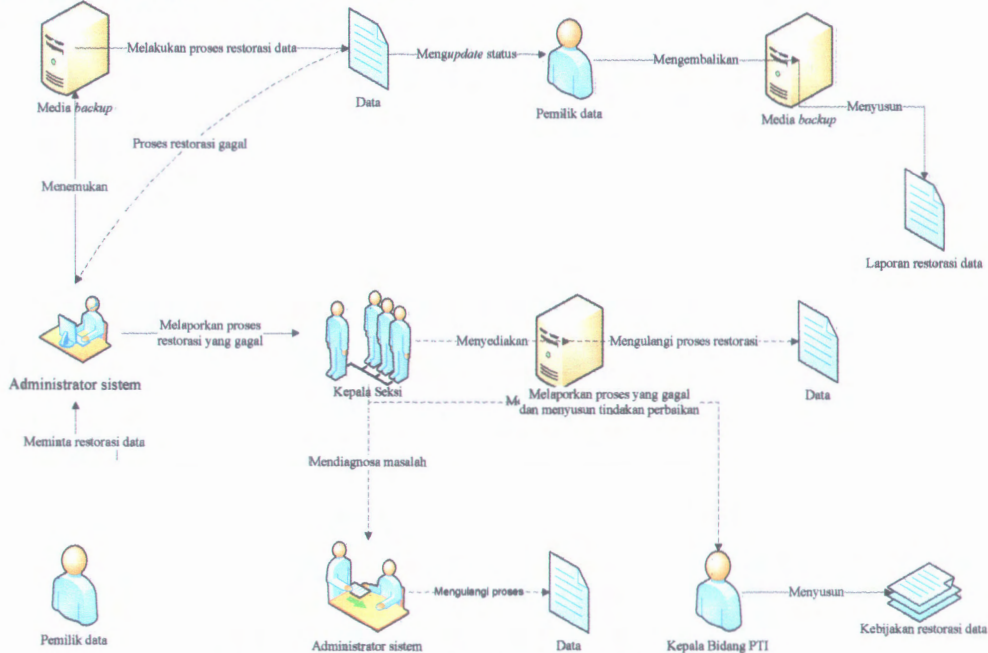 Melakukan proses restorasi data
Mengupdate status
Mengembalikan
Menyusun
Media backup
Data
Pemilik data
Media backup
Proses restorasi gagal
Menemukan
Laporan restorasi data
Melaporkan proses
restorasi yang gagal
Menyediakan
Mengulangi proses restorasi
Administrator sistem
Kepala Seksi
Melaporkan proses yang gagal
dan menyusun tindakan perbaikan
Data
Meminta restorasi data
Mendiagnosa masalah
Mengulangi proses
Menyusun
Pemilik data
Administrator sistem
Data
Kepala Bidang PTI
Kebijakan restorasi data